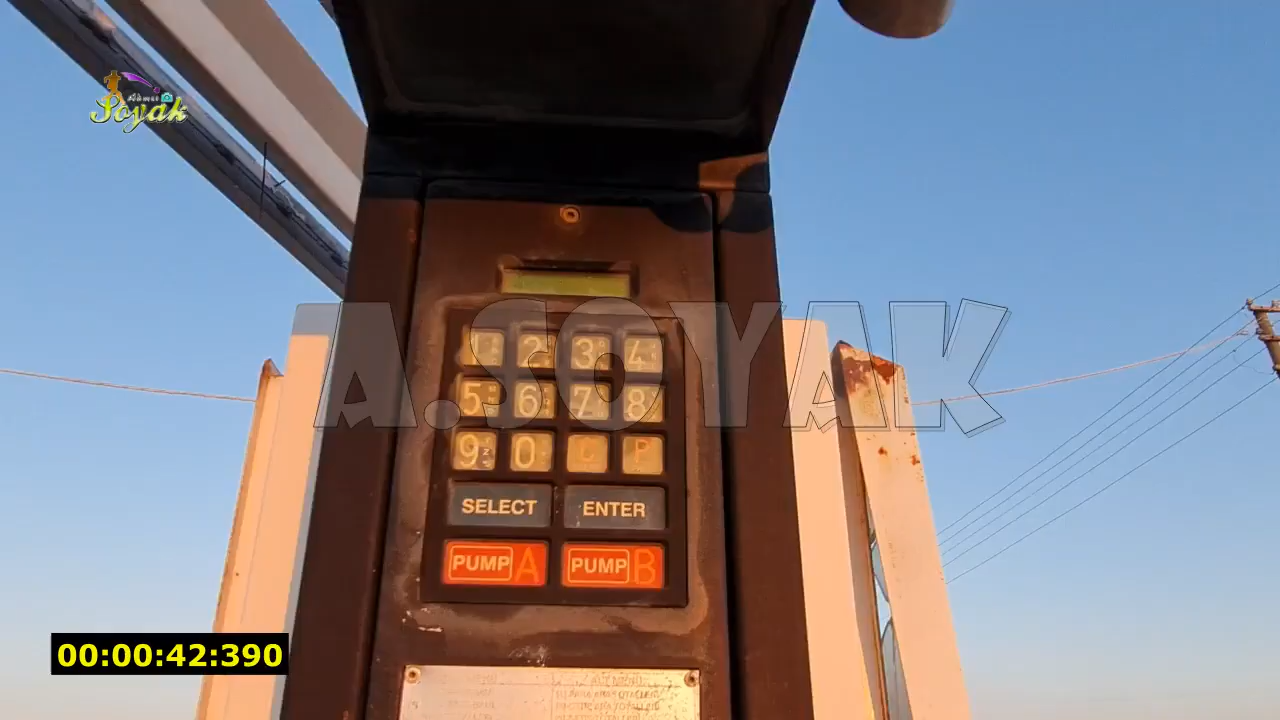 Ahmet
Soyak
A.SOYAK
1 2 3 4
5 6 7 8
9 0 C P
SELECT ENTER
PUMP A PUMP B
00:00:42:390